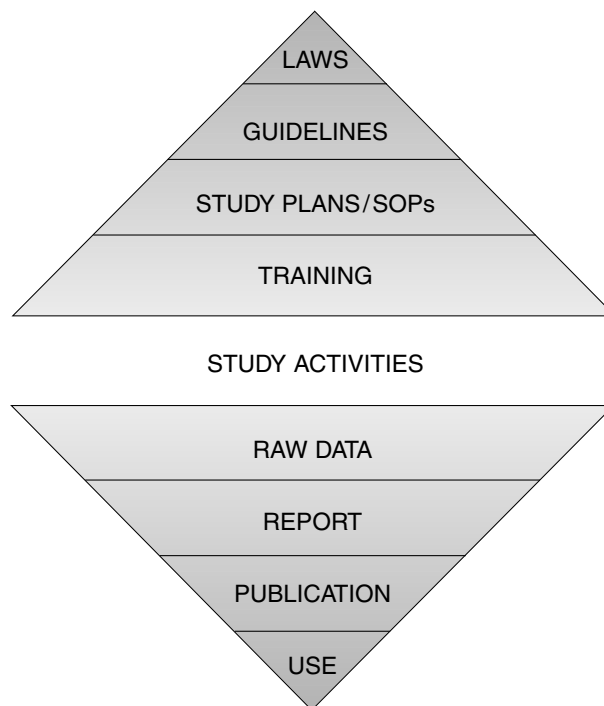 LAWS
GUIDELINES
STUDY PLANS/SOPs
TRAINING
STUDY ACTIVITIES
RAW DATA
REPORT
PUBLICATION
USE